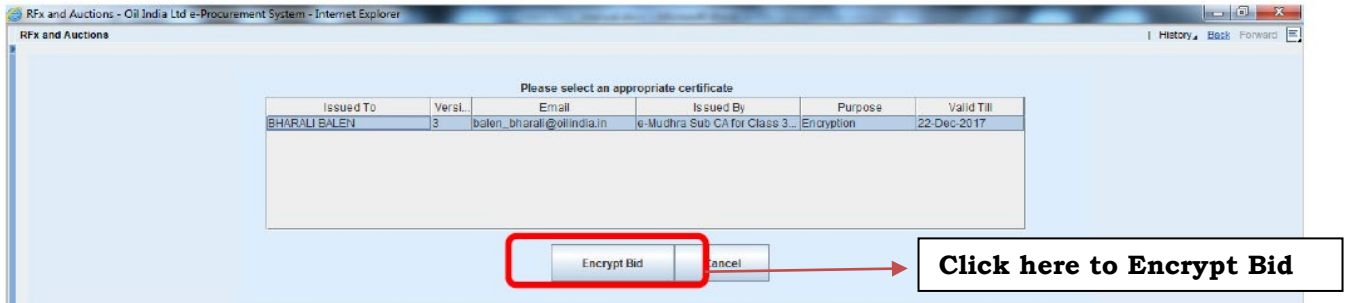 RFx and Auctions - Oil India Ltd e-Procurement System - Internet Explorer
RFx and Auctions | History Back Forward
Please select an appropriate certificate
Issued To Versi... Email Issued By Purpose Valid Till
BHARALI BALEN 3 balen_bharali@oilindia.in e-Mudhra Sub CA for Class 3... Encryption 22-Dec-2017
Encrypt Bid Cancel
Click here to Encrypt Bid